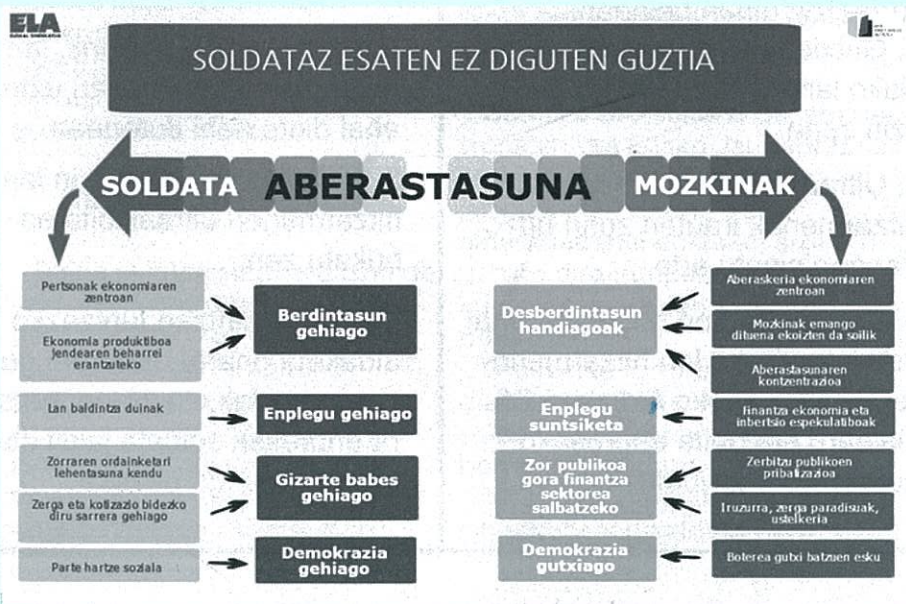 ELA
EUSKAL SINDIKATUA
SOLDATAZ ESATEN EZ DIGUTEN GUZTIA
SOLDATA ABERASTASUNA MOZKINAK
Pertsonak ekonomiaren
zentroan
Ekonomia produktiboa
jendearen beharrei
erantzuteko
Berdintasun
gehiago
Lan baldintza duinak
Enplegu gehiago
Zorraren ordainketari
lehentasuna kendu
Zerga eta kotizazio bidezko
diru sarrera gehiago
Gizarte babes
gehiago
Parte hartze soziala
Demokrazia
gehiago
Desberdintasun
handiagoak
Aberaskeria ekonomiaren
zentroan
Mozkinak emango
dituena ekoizten da soilik
Aberastasunaren
kontzentrazioa
Enplegu
suntsiketa
Finantza ekonomia eta
inbertsio espekulatiboak
Zor publikoa
gora finantza
sektorea
salbatzeko
Zerbitzu publikoen
pribatizazioa
Iruzurra, zerga paradisuak,
ustelkeria
Demokrazia
gutxiago
Boterea gutxi batzuen esku